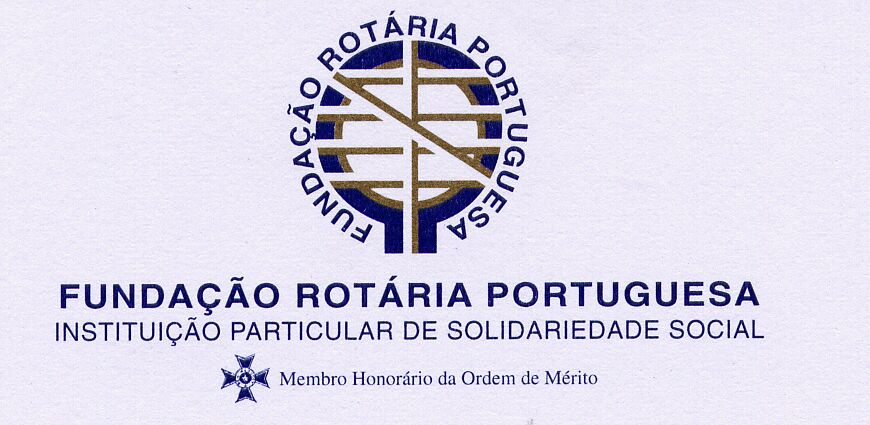 FUNDAÇÃO ROTÁRIA PORTUGUESA
FUNDAÇÃO ROTÁRIA PORTUGUESA
INSTITUIÇÃO PARTICULAR DE SOLIDARIEDADE SOCIAL
Membro Honorário da Ordem de Mérito